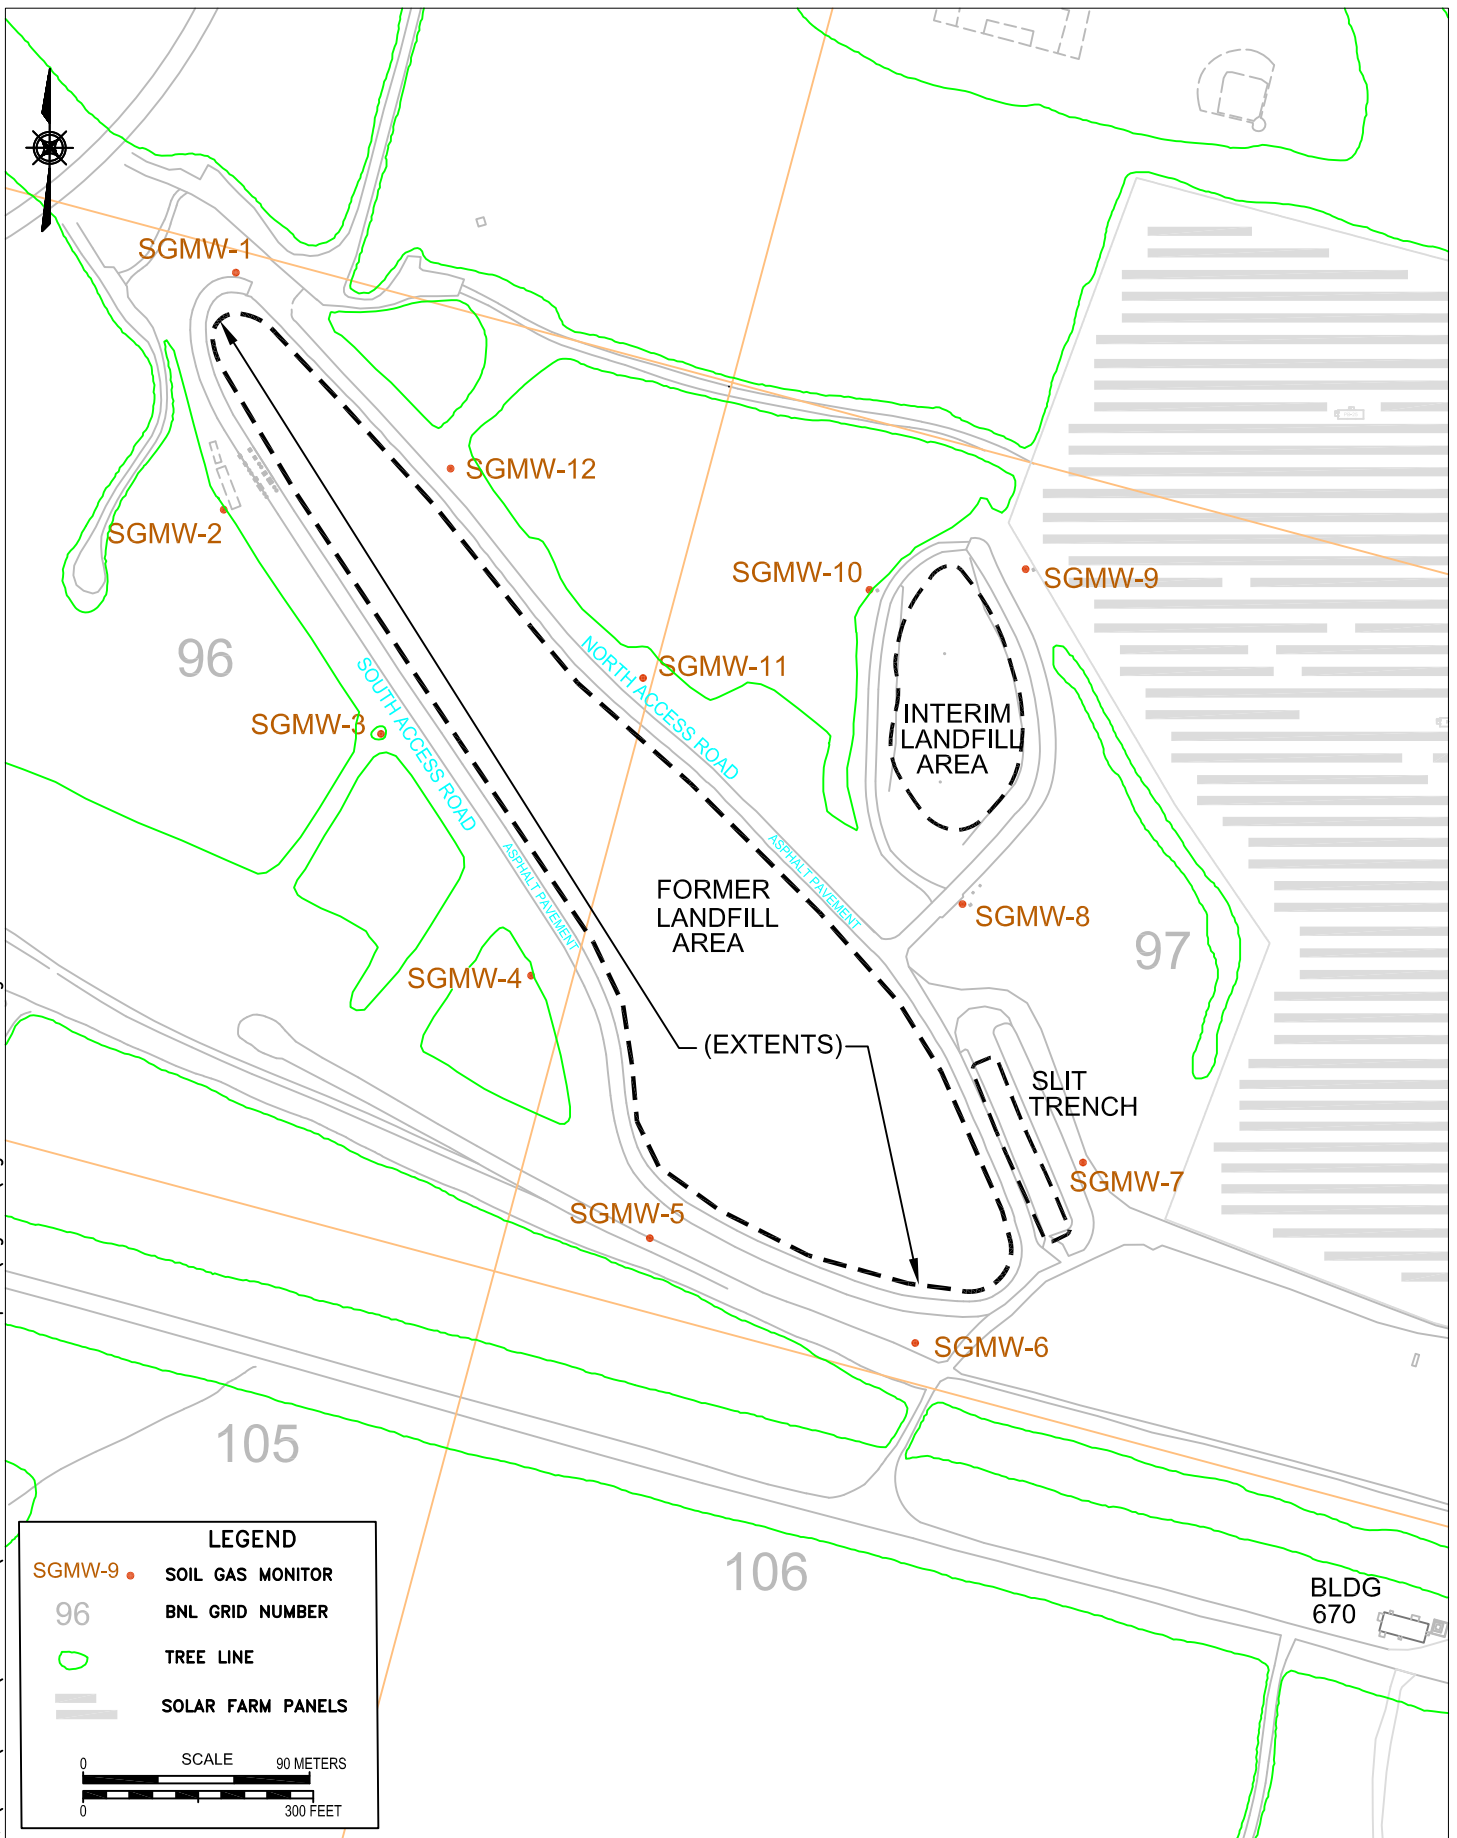 SGMW-1
SGMW-12
SGMW-2
SGMW-10
SGMW-9
96
NORTH ACCESS ROAD
SGMW-11
SOUTH ACCESS ROAD
SGMW-3
INTERIM
LANDFILL
AREA
ASPHALT PAVEMENT
ASPHALT PAVEMENT
FORMER
LANDFILL
AREA
SGMW-8
97
SGMW-4
(EXTENTS)
SLIT
TRENCH
SGMW-7
SGMW-5
SGMW-6
105
106
BLDG
670
LEGEND
SGMW-9
SOIL GAS MONITOR
96
BNL GRID NUMBER
TREE LINE
SOLAR FARM PANELS
SCALE
0
90 METERS
0
300 FEET